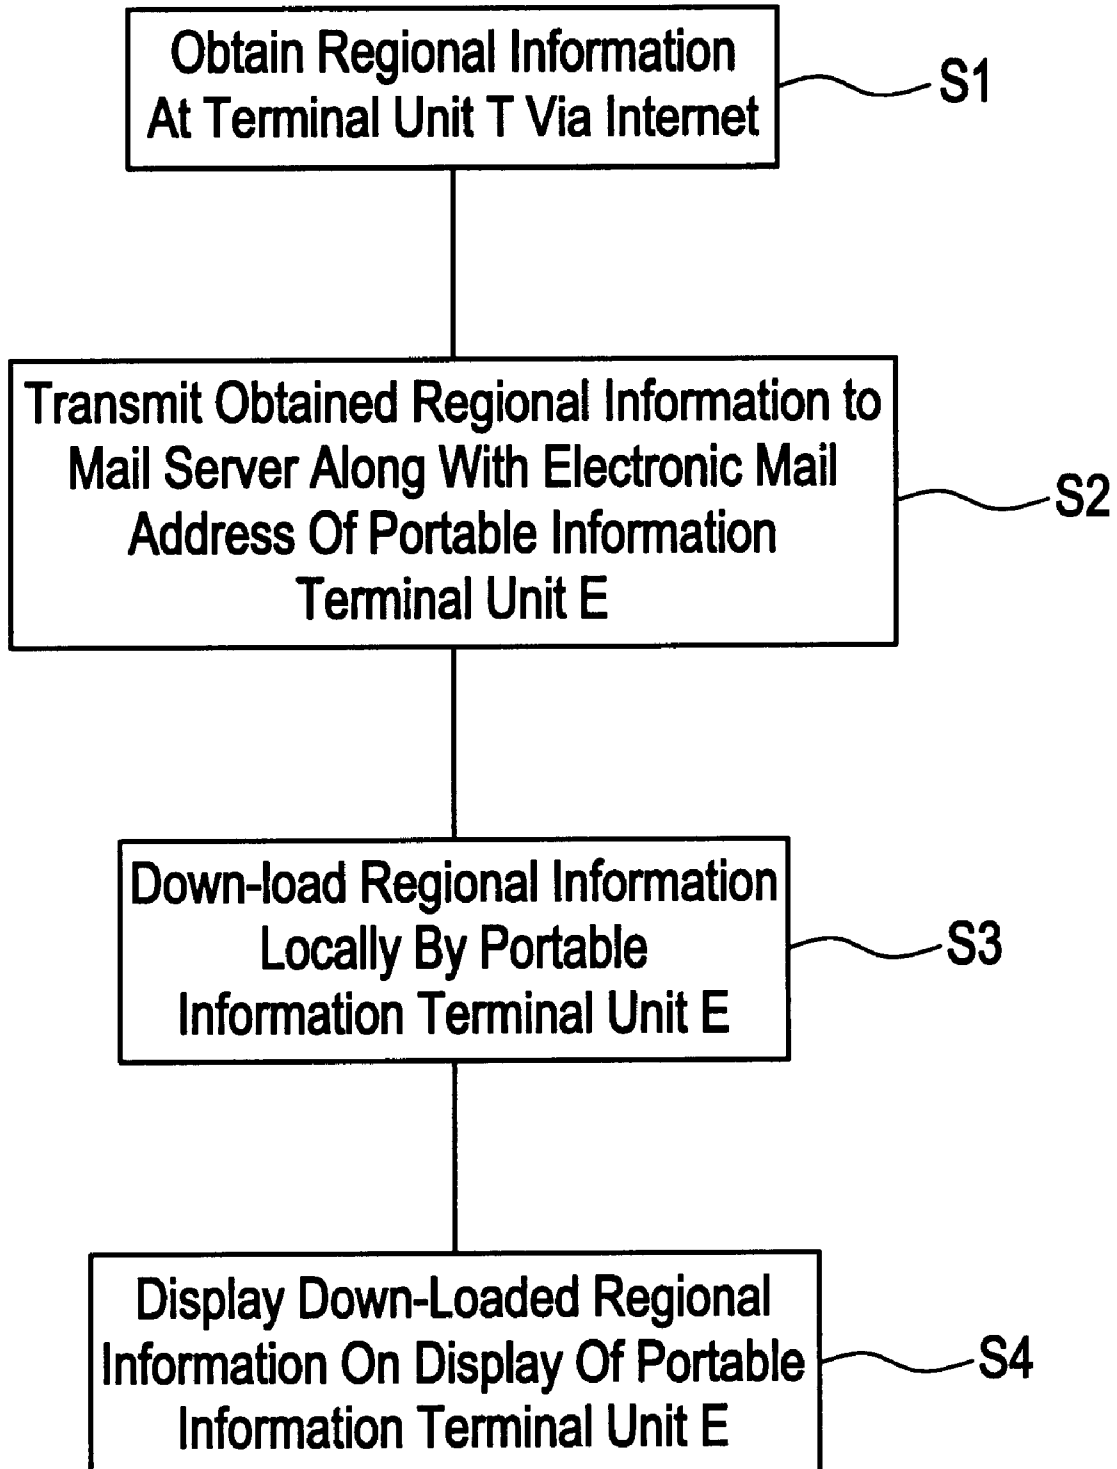 Obtain Regional Information
At Terminal Unit T Via Internet
S1
Transmit Obtained Regional Information to
Mail Server Along With Electronic Mail
Address Of Portable Information
Terminal Unit E
S2
Down-load Regional Information
Locally By Portable
Information Terminal Unit E
S3
Display Down-Loaded Regional
Information On Display Of Portable
Information Terminal Unit E
S4